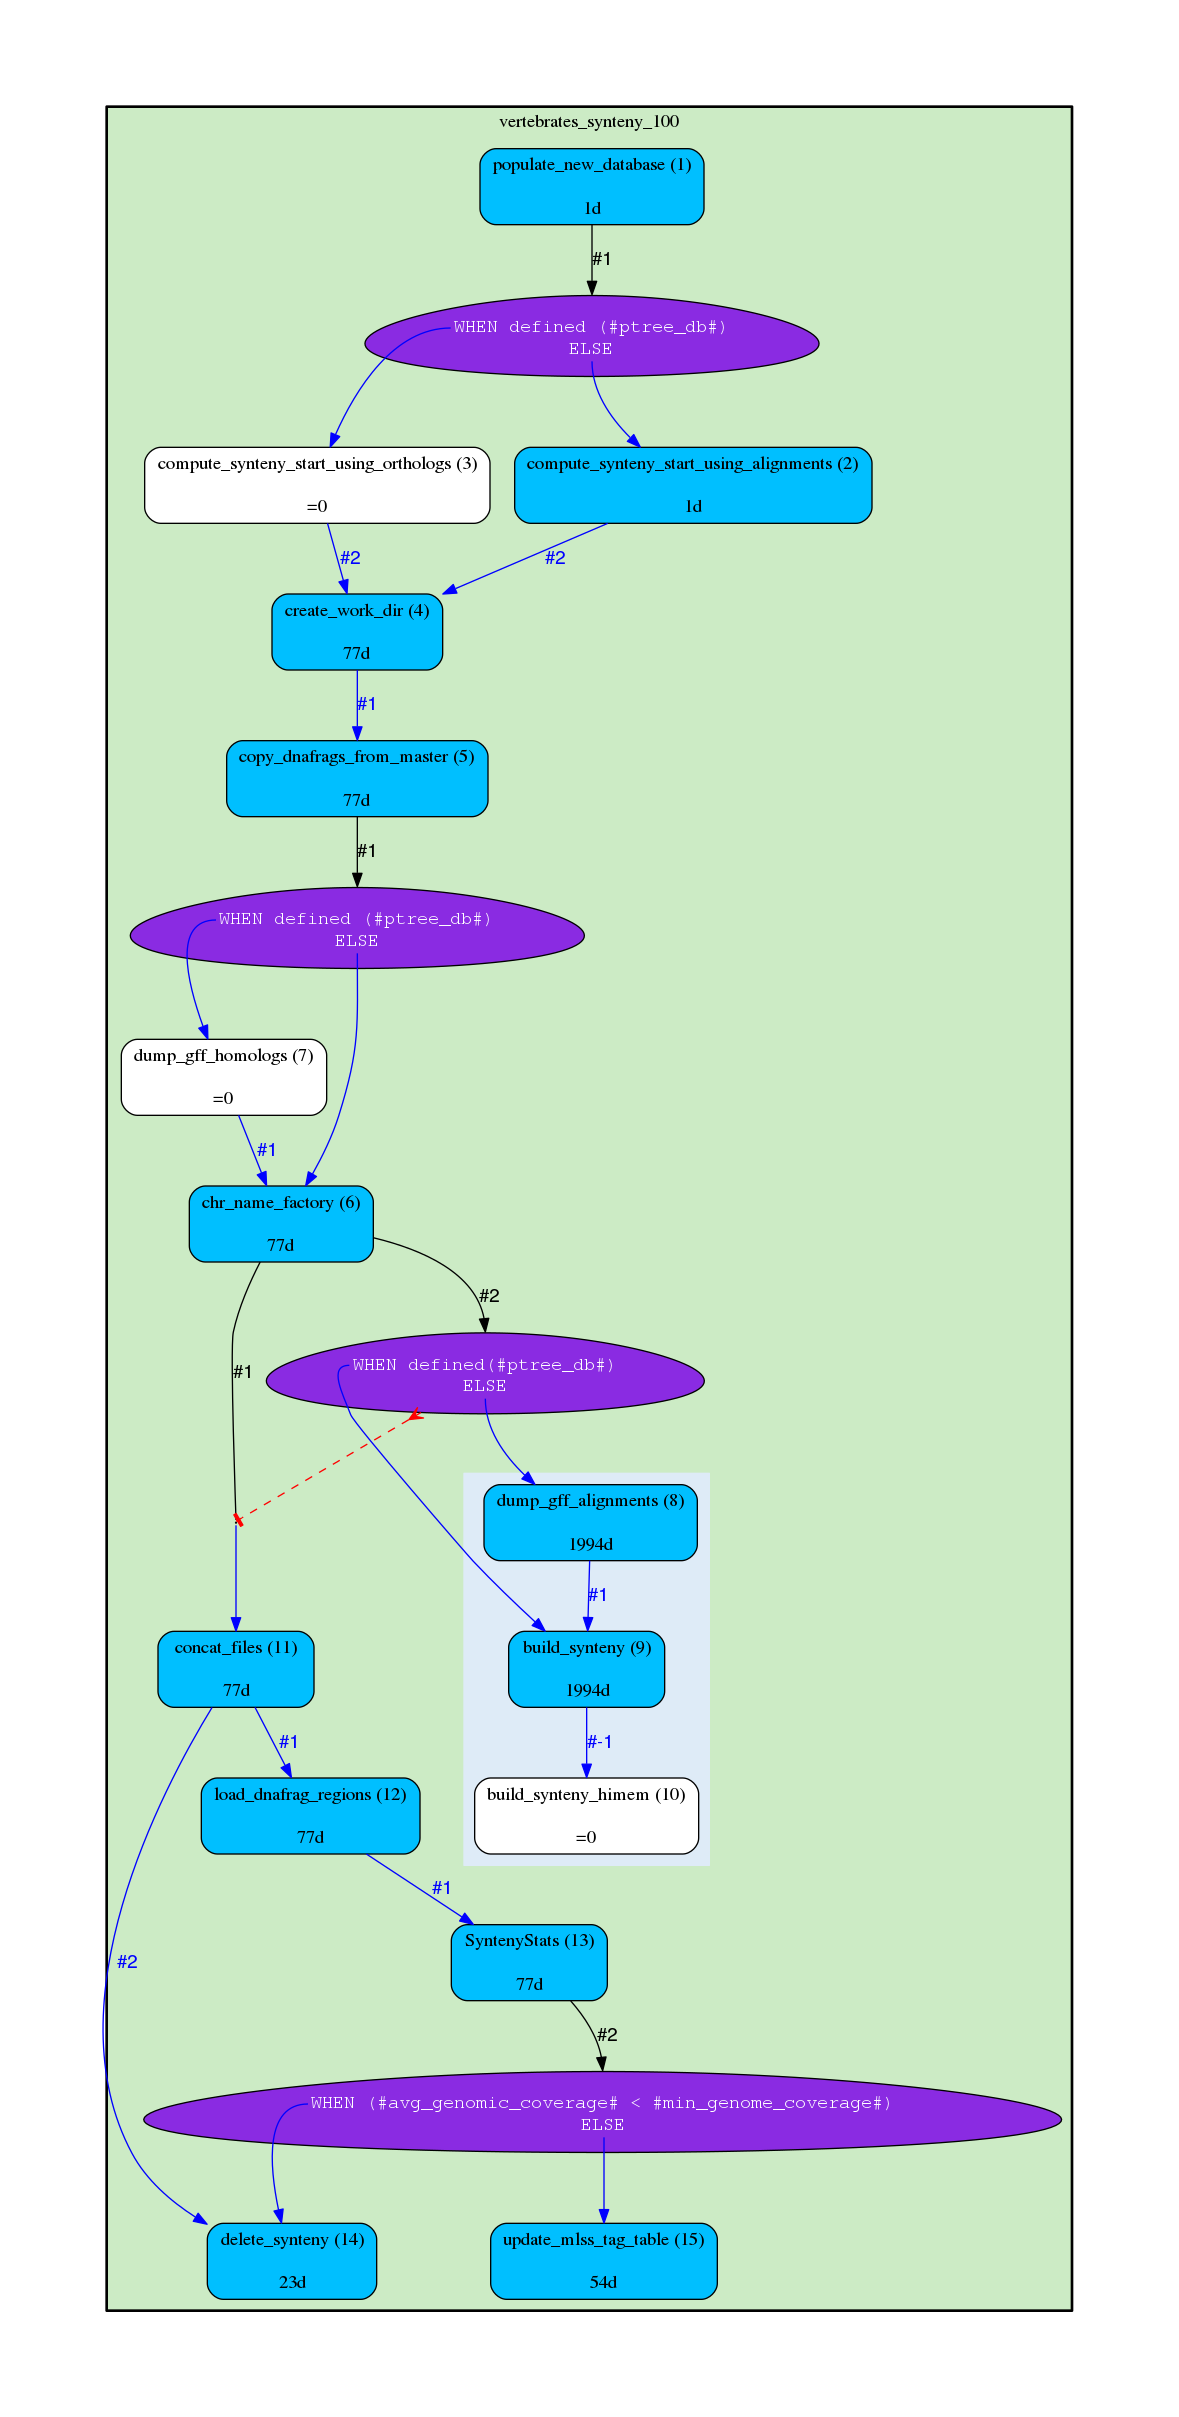 vertebrates_synteny_100
populate_new_database (1)
1d
#1
WHEN defined (#ptree_db#)
ELSE
compute_synteny_start_using_orthologs (3)
=0
compute_synteny_start_using_alignments (2)
1d
#2
#2
create_work_dir (4)
77d
#1
copy_dnafrags_from_master (5)
77d
#1
WHEN defined (#ptree_db#)
ELSE
dump_gff_homologs (7)
=0
#1
chr_name_factory (6)
77d
#2
#1
WHEN defined(#ptree_db#)
ELSE
dump_gff_alignments (8)
1994d
#1
concat_files (11)
77d
build_synteny (9)
1994d
#1
#-1
load_dnafrag_regions (12)
77d
build_synteny_himem (10)
=0
#1
SyntenyStats (13)
77d
#2
#2
WHEN (#avg_genomic_coverage# < #min_genome_coverage#)
ELSE
delete_synteny (14)
23d
update_mlss_tag_table (15)
54d